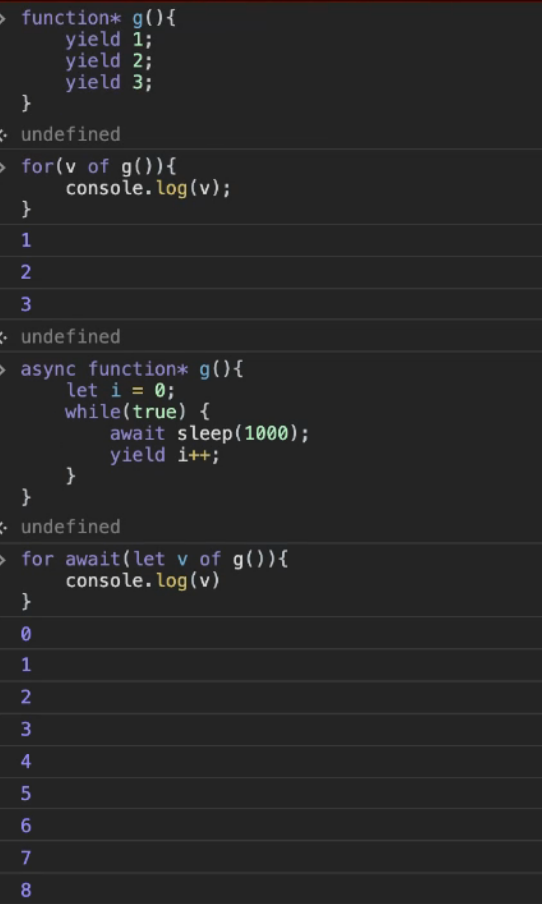 function* g(){
    yield 1;
    yield 2;
    yield 3;
}
undefined
for(v of g()){
    console.log(v);
}
1
2
3
undefined
async function* g(){
    let i = 0;
    while(true) {
        await sleep(1000);
        yield i++;
    }
}
undefined
for await(let v of g()){
    console.log(v)
}
0
1
2
3
4
5
6
7
8